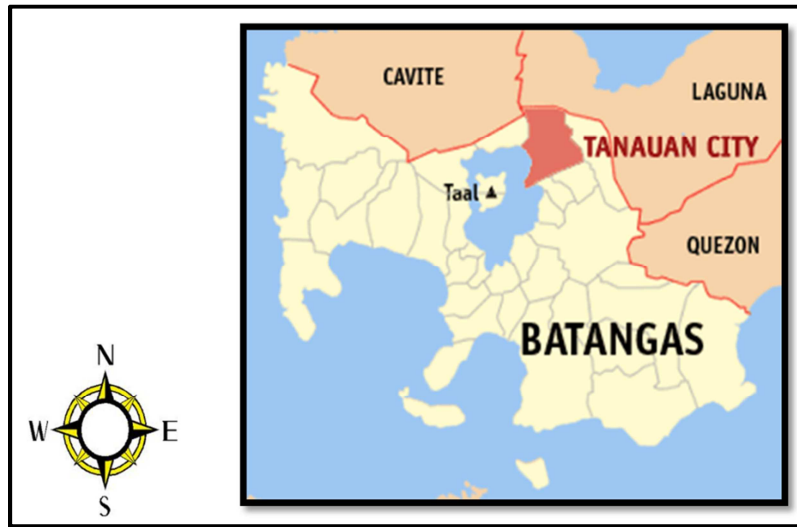 CAVITE
LAGUNA
TANAUAN CITY
Taal
QUEZON
BATANGAS
N
W E
S